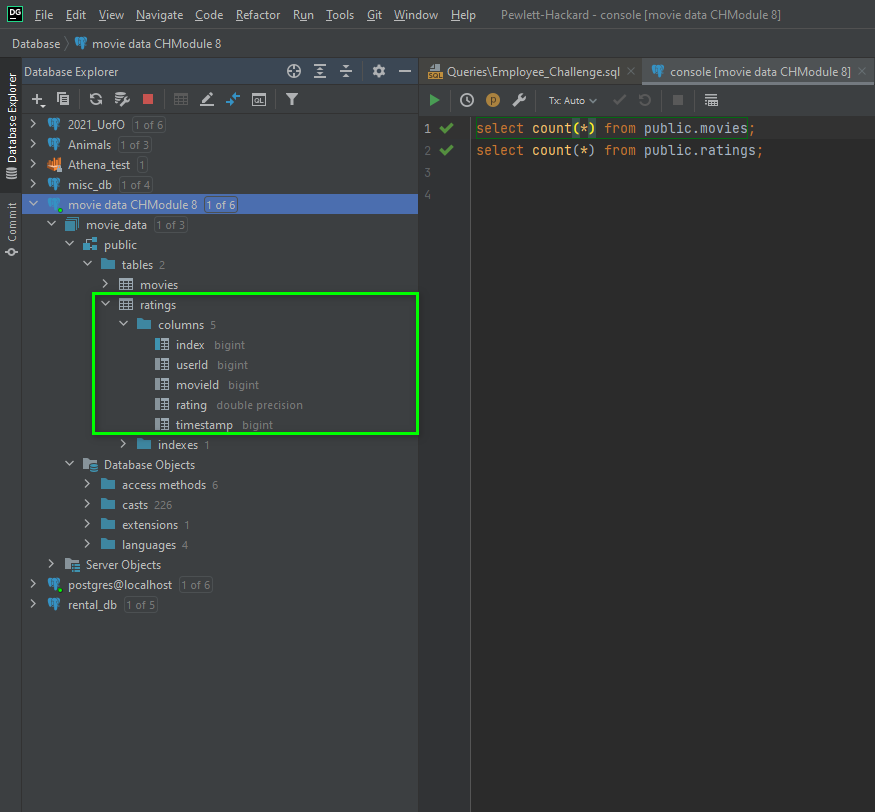 DG File Edit View Navigate Code Refactor Run Tools Git Window Help Pewlett-Hackard - console [movie data CHModule 8]
Database movie data CHModule 8
Database Explorer
Commit
Database Explorer
2021_UofO 1 of 6
Animals 1 of 3
Athena_test 1
misc_db 1 of 4
movie data CHModule 8 1 of 6
movie_data 1 of 3
public
tables 2
movies
ratings
columns 5
index bigint
userId bigint
movieId bigint
rating double precision
timestamp bigint
indexes 1
Database Objects
access methods 6
casts 226
extensions 1
languages 4
Server Objects
postgres@localhost 1 of 6
rental_db 1 of 5
QL
SQL Queries\Employee_Challenge.sql console [movie data CHModule 8]
P Tx: Auto
1 select count(*) from public.movies;
2 select count(*) from public.ratings;
3
4